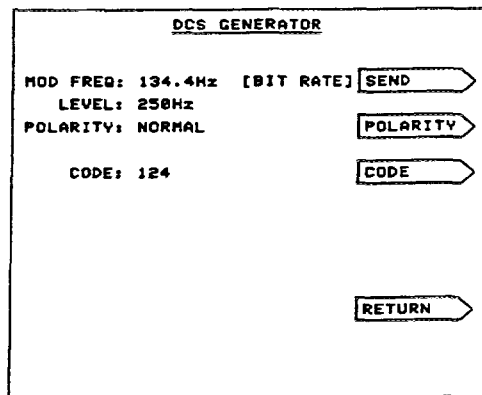 DCS GENERATOR
MOD FREQ: 134.4Hz [BIT RATE] SEND
LEVEL: 250Hz
POLARITY: NORMAL POLARITY
CODE: 124 CODE
RETURN